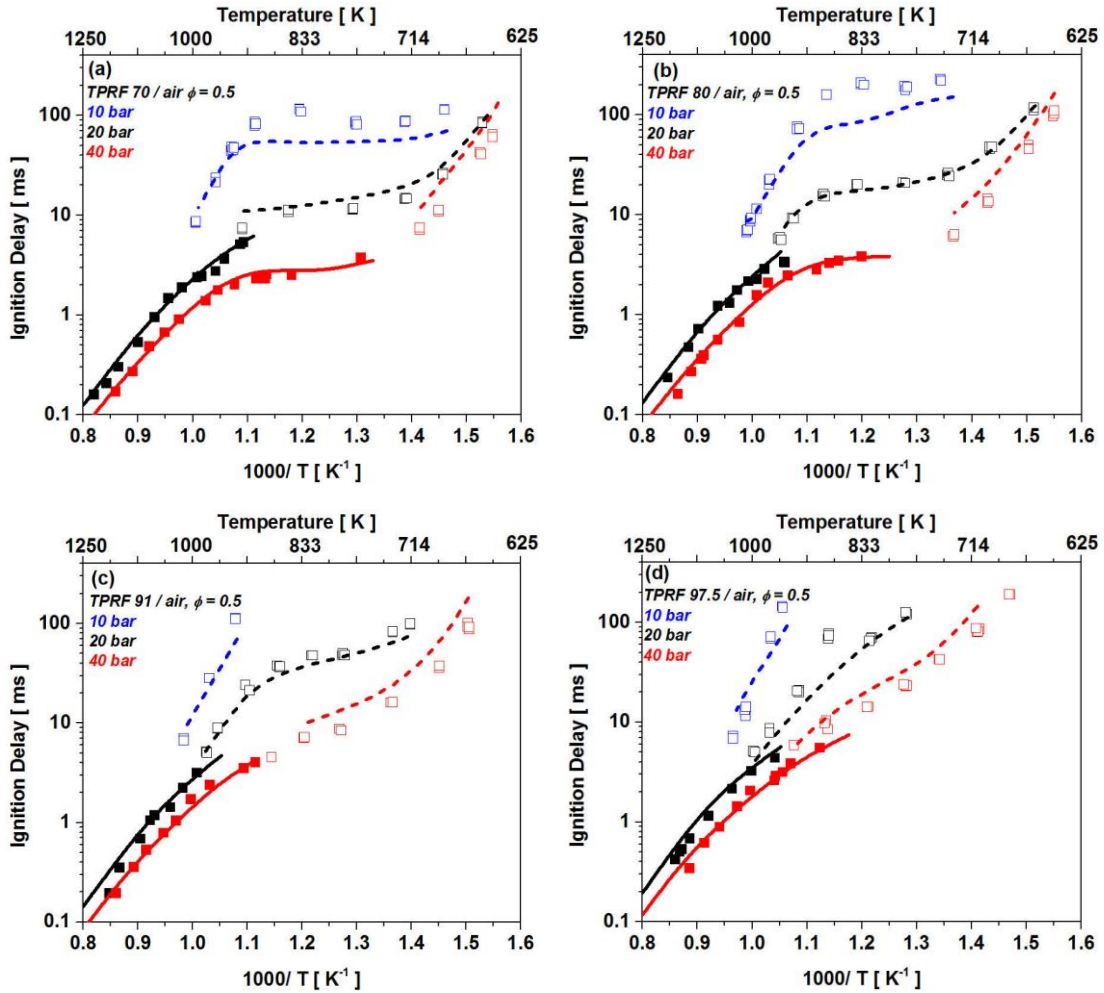 Temperature [ K ]
1250 1000 833 714 625
(a)
TPRF 70 / air ϕ = 0.5
10 bar
20 bar
40 bar
Ignition Delay [ ms ]
100
10
1
0.1
0.8 0.9 1.0 1.1 1.2 1.3 1.4 1.5 1.6
1000/ T [ K⁻¹ ]
Temperature [ K ]
1250 1000 833 714 625
(b)
TPRF 80 / air, ϕ = 0.5
10 bar
20 bar
40 bar
Ignition Delay [ ms ]
100
10
1
0.1
0.8 0.9 1.0 1.1 1.2 1.3 1.4 1.5 1.6
1000/ T [ K⁻¹ ]
Temperature [ K ]
1250 1000 833 714 625
(c)
TPRF 91 / air, ϕ = 0.5
10 bar
20 bar
40 bar
Ignition Delay [ ms ]
100
10
1
0.1
0.8 0.9 1.0 1.1 1.2 1.3 1.4 1.5 1.6
1000/ T [ K⁻¹ ]
Temperature [ K ]
1250 1000 833 714 625
(d)
TPRF 97.5 / air, ϕ = 0.5
10 bar
20 bar
40 bar
Ignition Delay [ ms ]
100
10
1
0.1
0.8 0.9 1.0 1.1 1.2 1.3 1.4 1.5 1.6
1000/ T [ K⁻¹ ]